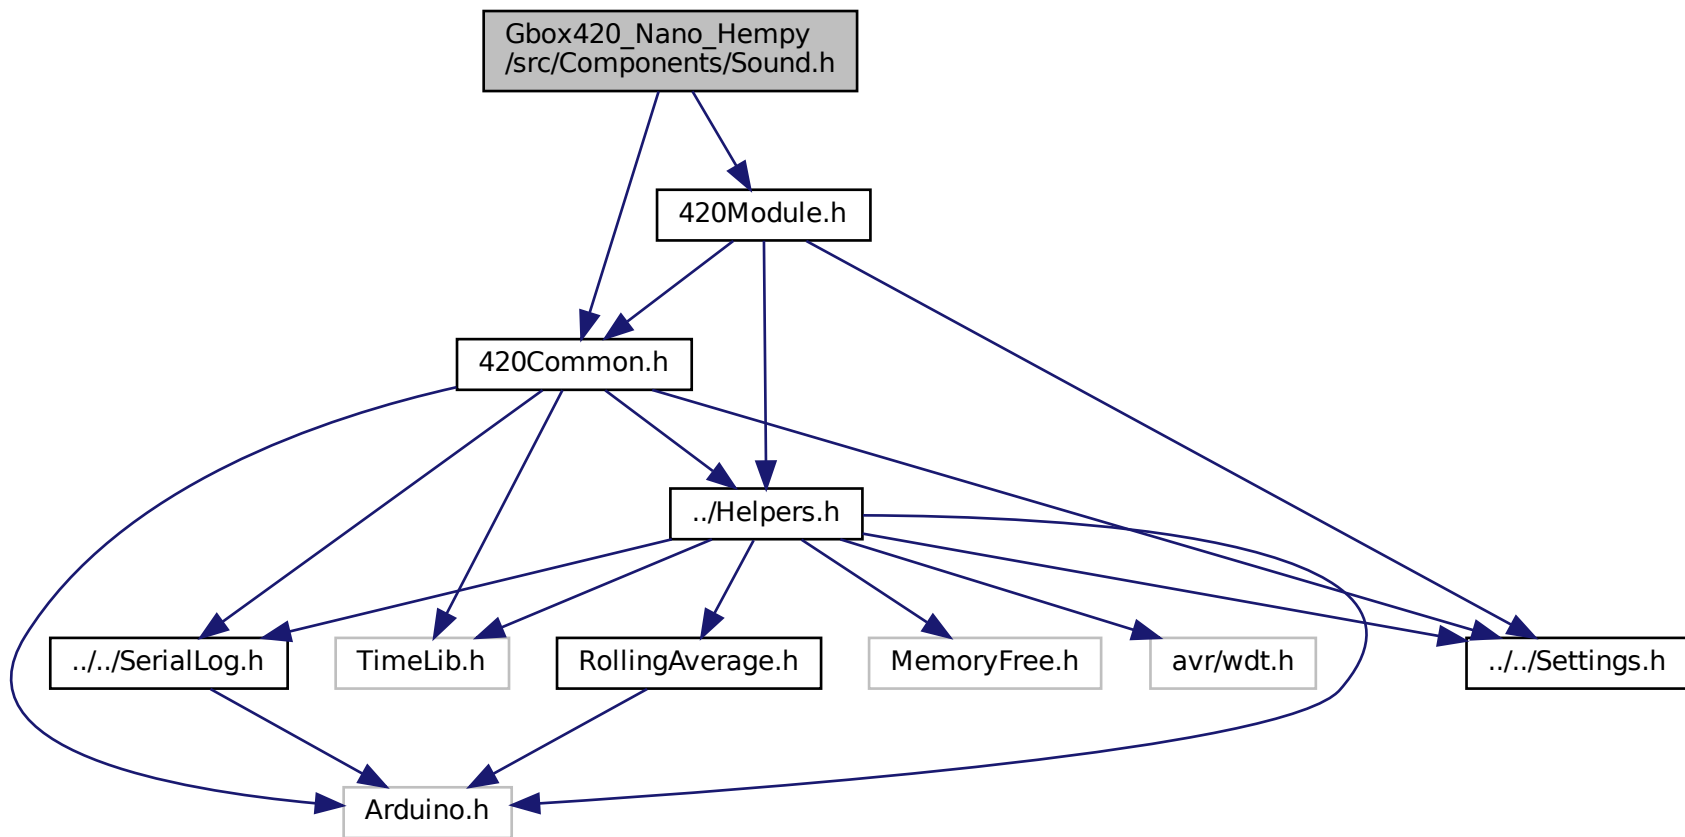 Gbox420_Nano_Hempy
/src/Components/Sound.h
420Module.h
420Common.h
../Helpers.h
../../SerialLog.h
TimeLib.h
RollingAverage.h
MemoryFree.h
avr/wdt.h
../../Settings.h
Arduino.h